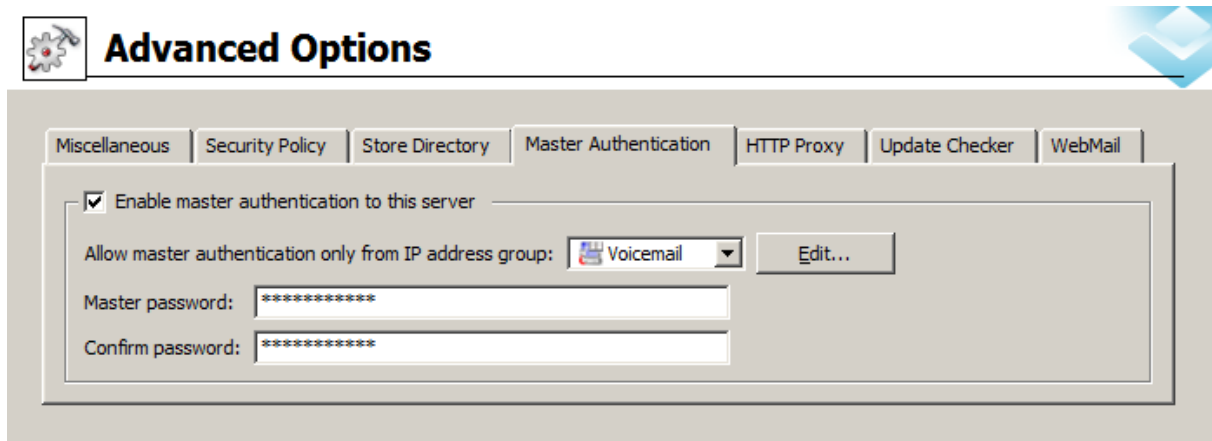 Advanced Options
Miscellaneous Security Policy Store Directory Master Authentication HTTP Proxy Update Checker WebMail
Enable master authentication to this server
Allow master authentication only from IP address group: Voicemail Edit...
Master password: ***********
Confirm password: ***********